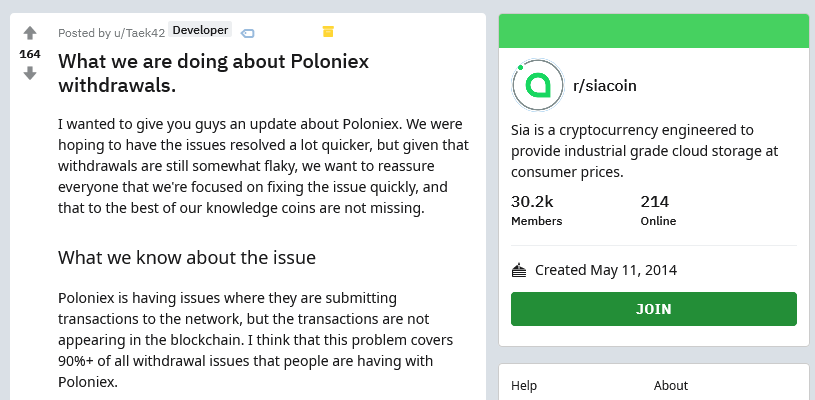 Posted by u/Taek42 Developer
164
What we are doing about Poloniex
withdrawals.
I wanted to give you guys an update about Poloniex. We were
hoping to have the issues resolved a lot quicker, but given that
withdrawals are still somewhat flaky, we want to reassure
everyone that we're focused on fixing the issue quickly, and
that to the best of our knowledge coins are not missing.
What we know about the issue
Poloniex is having issues where they are submitting
transactions to the network, but the transactions are not
appearing in the blockchain. I think that this problem covers
90%+ of all withdrawal issues that people are having with
Poloniex.
r/siacoin
Sia is a cryptocurrency engineered to
provide industrial grade cloud storage at
consumer prices.
30.2k 214
Members Online
Created May 11, 2014
JOIN
Help About